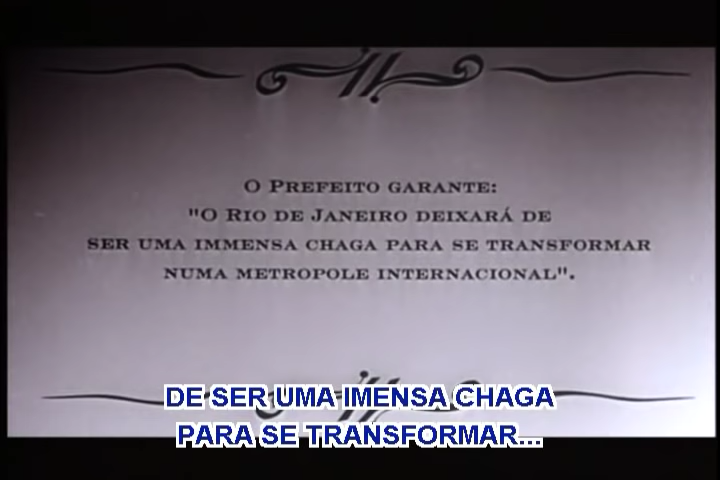 O PREFEITO GARANTE:
"O RIO DE JANEIRO DEIXARÁ DE
SER UMA IMMENSA CHAGA PARA SE TRANSFORMAR
NUMA METROPOLE INTERNACIONAL".
DE SER UMA IMENSA CHAGA
PARA SE TRANSFORMAR...